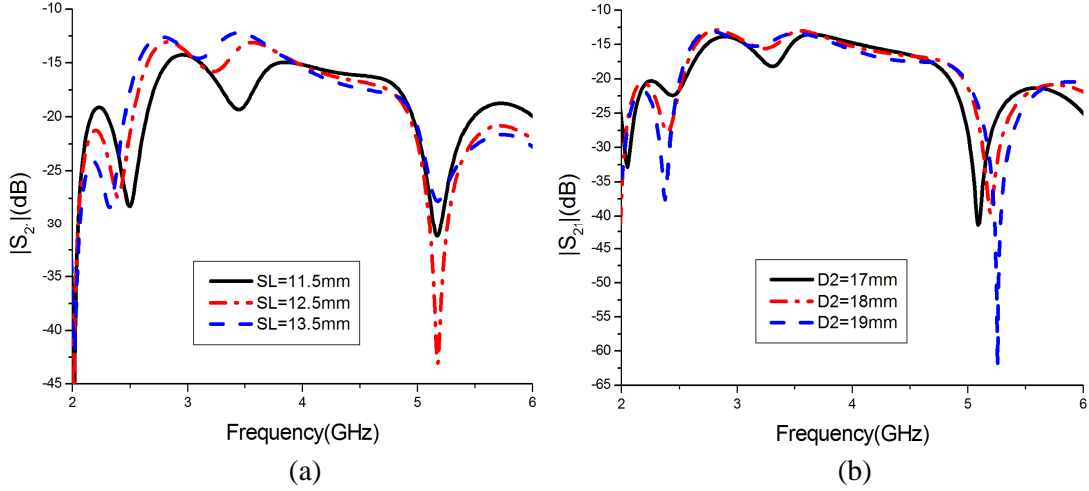 -10
-15
-20
-25
-30
-35
-40
-45
|S2|(dB)
SL=11.5mm
SL=12.5mm
SL=13.5mm
2
3
4
5
6
Frequency(GHz)
(a)
-10
-15
-20
-25
-30
-35
-40
-45
-50
-55
-60
-65
|S21|(dB)
D2=17mm
D2=18mm
D2=19mm
2
3
4
5
6
Frequency(GHz)
(b)